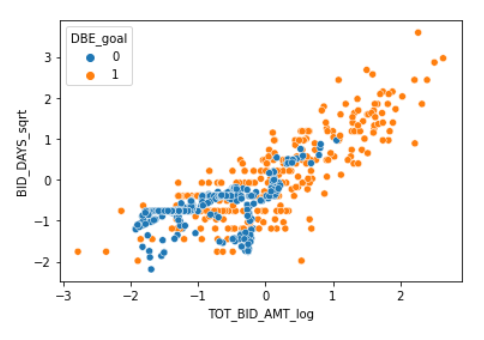 DBE_goal
0
1
3
2
1
0
−1
−2
BID_DAYS_sqrt
−3 −2 −1 0 1 2
TOT_BID_AMT_log